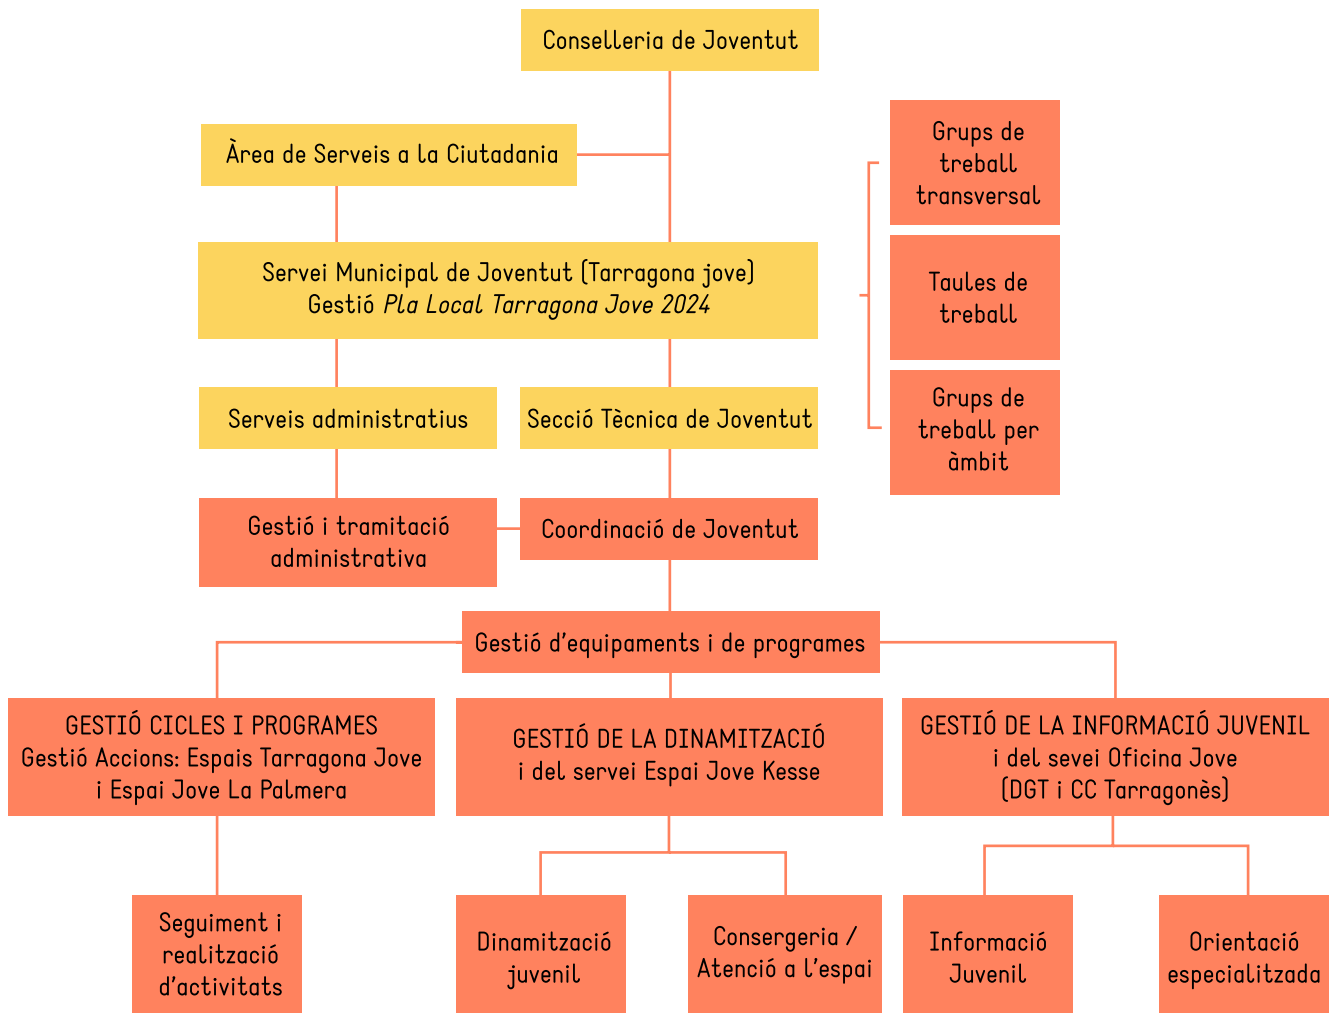 Conselleria de Joventut
Àrea de Serveis a la Ciutadania
Servei Municipal de Joventut (Tarragona jove)
Gestió Pla Local Tarragona Jove 2024
Grups de
treball
transversal
Taules de
treball
Grups de
treball per
àmbit
Serveis administratius
Secció Tècnica de Joventut
Gestió i tramitació
administrativa
Coordinació de Joventut
Gestió d'equipaments i de programes
GESTIÓ CICLES I PROGRAMES
Gestió Accions: Espais Tarragona Jove
i Espai Jove La Palmera
GESTIÓ DE LA DINAMITZACIÓ
i del servei Espai Jove Kesse
GESTIÓ DE LA INFORMACIÓ JUVENIL
i del sevei Oficina Jove
(DGT i CC Tarragonès)
Seguiment i
realització
d'activitats
Dinamització
juvenil
Consergeria /
Atenció a l'espai
Informació
Juvenil
Orientació
especialitzada